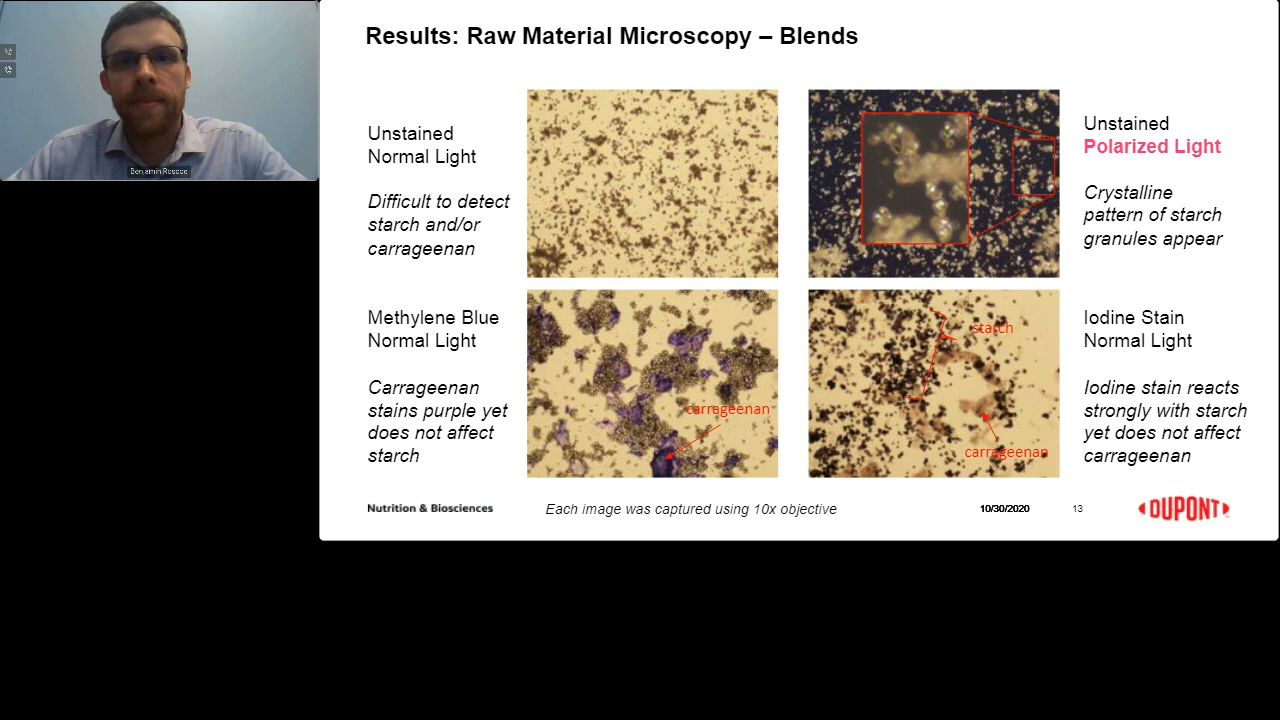 Benjamin Roscoe
Results: Raw Material Microscopy – Blends
Unstained
Normal Light
Difficult to detect
starch and/or
carrageenan
Unstained
Polarized Light
Crystalline
pattern of starch
granules appear
Methylene Blue
Normal Light
Carrageenan
stains purple yet
does not affect
starch
carrageenan
starch
carrageenan
Iodine Stain
Normal Light
Iodine stain reacts
strongly with starch
yet does not affect
carrageenan
Nutrition & Biosciences
Each image was captured using 10x objective
10/30/2020
13
DUPONT